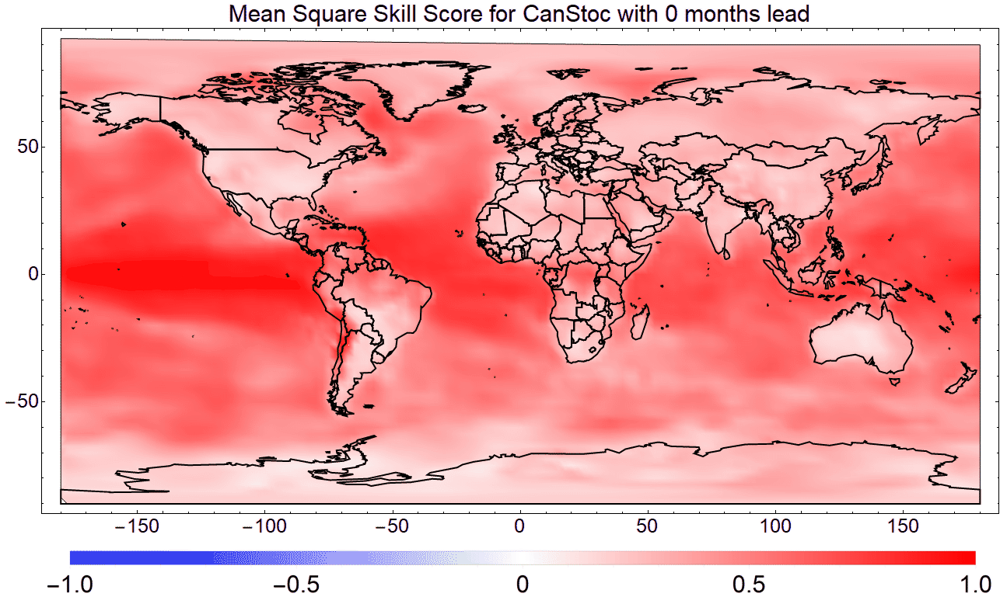 Mean Square Skill Score for CanStoc with 0 months lead
50
0
−50
−150 −100 −50 0 50 100 150
−1.0 −0.5 0 0.5 1.0